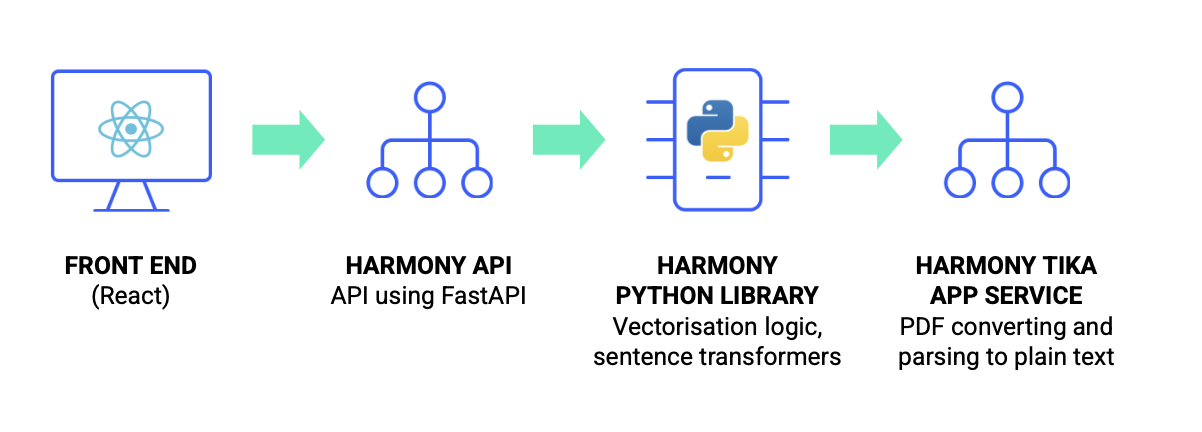 FRONT END
(React)
HARMONY API
API using FastAPI
HARMONY
PYTHON LIBRARY
Vectorisation logic,
sentence transformers
HARMONY TIKA
APP SERVICE
PDF converting and
parsing to plain text